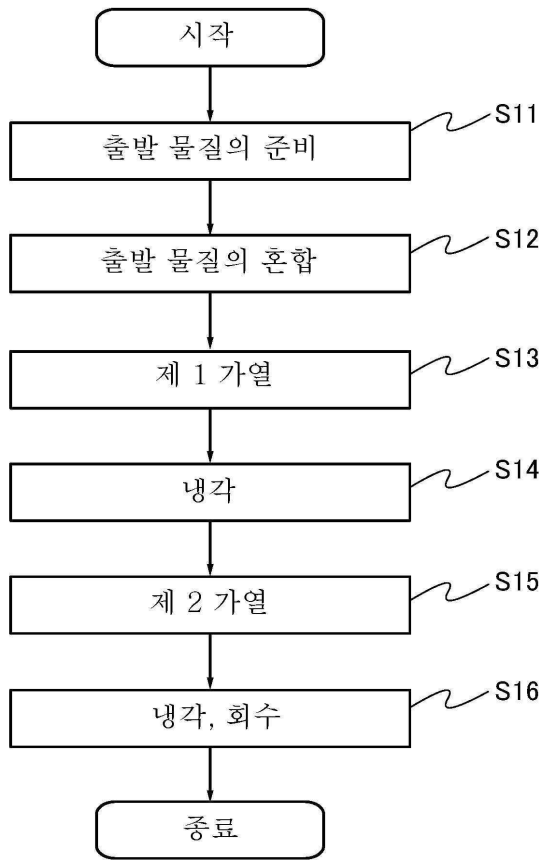 시작
S11
출발 물질의 준비
S12
출발 물질의 혼합
S13
제 1 가열
S14
냉각
S15
제 2 가열
S16
냉각, 회수
종료